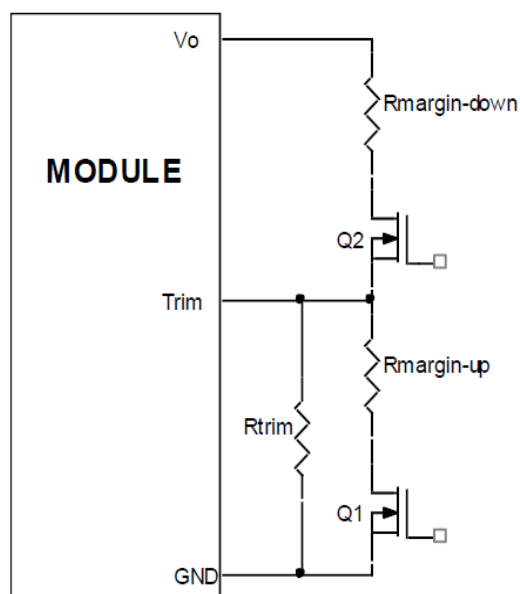 Vo
Rmargin-down
MODULE
Q2
Trim
Rmargin-up
Rtrim
Q1
GND